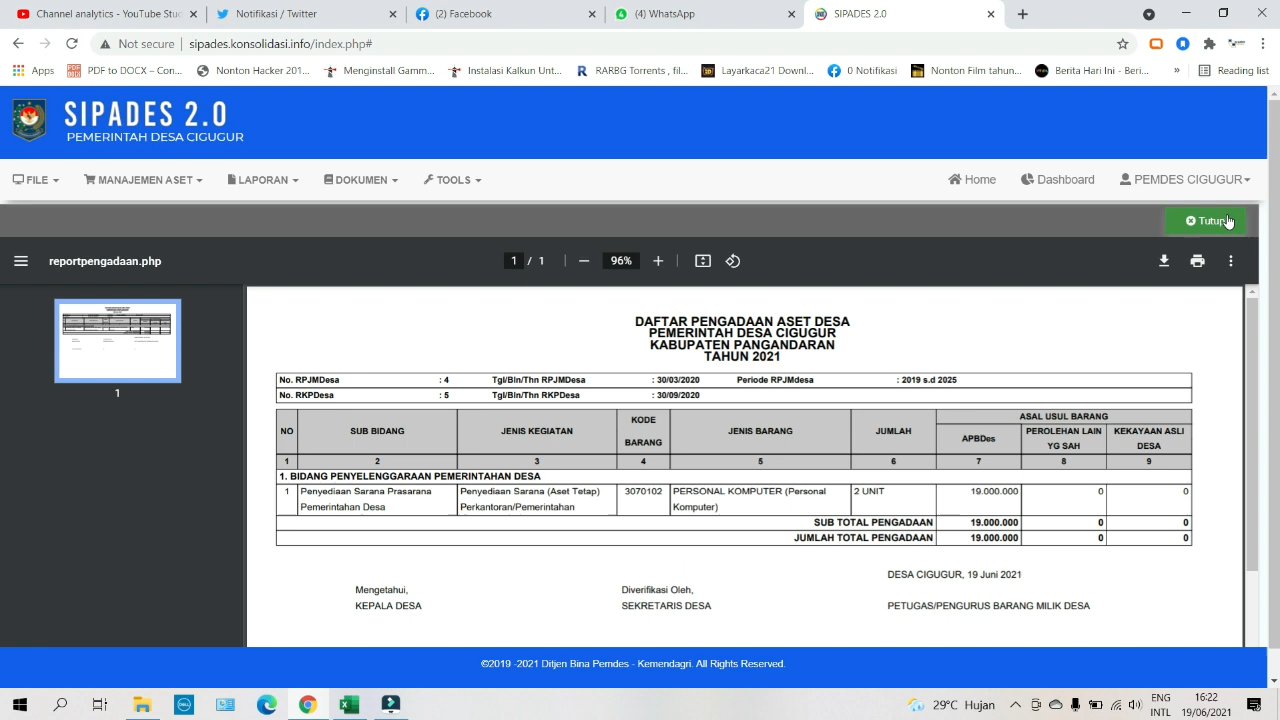 Channel analytics - YouTube Stu
Notifikasi / Twitter
(2) Facebook
(4) WhatsApp
SIPADES 2.0
Not secure
sipades.konsolidasi.info/index.php#
Apps
PDF to DOCX – Con...
Nonton Hacker 201...
Menginstall Gamm...
Instalasi Kalkun Unt...
RARBG Torrents , fil...
Layarkaca21 Downl...
0 Notifikasi
Nonton Film tahun...
Berita Hari Ini - Beri...
»
Reading list
SIPADES 2.0
PEMERINTAH DESA CIGUGUR
FILE
MANAJEMEN ASET
LAPORAN
DOKUMEN
TOOLS
Home
Dashboard
PEMDES CIGUGUR
Tutup
reportpengadaan.php
1 / 1
96%
1
DAFTAR PENGADAAN ASET DESA
PEMERINTAH DESA CIGUGUR
KABUPATEN PANGANDARAN
TAHUN 2021
No. RPJMDesa : 4 Tgl/Bln/Thn RPJMDesa : 30/03/2020 Periode RPJMdesa : 2019 s.d 2025
No. RKPDesa : 5 Tgl/Bln/Thn RKPDesa : 30/09/2020
NO SUB BIDANG JENIS KEGIATAN KODE BARANG JENIS BARANG JUMLAH ASAL USUL BARANG
APBDes PEROLEHAN LAIN YG SAH KEKAYAAN ASLI DESA
1 2 3 4 5 6 7 8 9
1. BIDANG PENYELENGGARAAN PEMERINTAHAN DESA
1 Penyediaan Sarana Prasarana Penyediaan Sarana (Aset Tetap) 3070102 PERSONAL KOMPUTER (Personal 2 UNIT 19.000.000 0 0
Pemerintahan Desa Perkantoran/Pemerintahan Komputer)
SUB TOTAL PENGADAAN 19.000.000 0 0
JUMLAH TOTAL PENGADAAN 19.000.000 0 0
DESA CIGUGUR, 19 Juni 2021
Mengetahui, Diverifikasi Oleh,
KEPALA DESA SEKRETARIS DESA PETUGAS/PENGURUS BARANG MILIK DESA
©2019 -2021 Ditjen Bina Pemdes - Kemendagri. All Rights Reserved.
29°C Hujan
ENG
INTL
16:22
19/06/2021